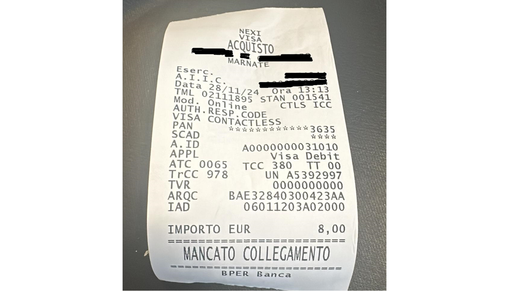 NEXI
VISA
ACQUISTO
MARNATE
Eserc.
A.I.I.C.
Data 28/11/24 Ora 13:13
TML 02111895 STAN 001541
Mod. Online CTLS ICC
AUTH.RESP.CODE
VISA CONTACTLESS
PAN ************3635
SCAD ****
A.ID A0000000031010
APPL Visa Debit
ATC 0065 TCC 380 TT 00
TrCC 978 UN A5392997
TVR 0000000000
ARQC BAE32840300423AA
IAD 06011203A02000
IMPORTO EUR 8,00
MANCATO COLLEGAMENTO
BPER Banca